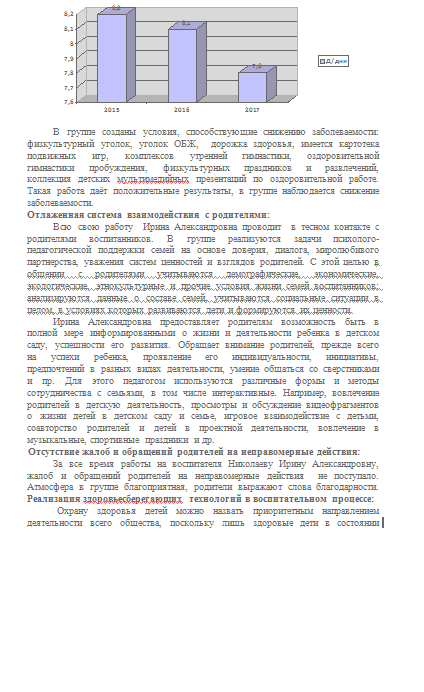 8,2
8,1
8
7,9
7,8
7,7
7,6
8,2
8,1
7,8
2015 2016 2017
Д/дни
В группе созданы условия, способствующие снижению заболеваемости:
физкультурный уголок, уголок ОБЖ, дорожка здоровья, имеется картотека
подвижных игр, комплексов утренней гимнастики, оздоровительной
гимнастики пробуждения, физкультурных праздников и развлечений,
коллекция детских мультимедийных презентаций по оздоровительной работе.
Такая работа даёт положительные результаты, в группе наблюдается снижение
заболеваемости.
Отлаженная система взаимодействия с родителями:
Всю свою работу Ирина Александровна проводит в тесном контакте с
родителями воспитанников. В группе реализуются задачи психолого-
педагогической поддержки семей на основе доверия, диалога, миролюбивого
партнерства, уважения систем ценностей и взглядов родителей. С этой целью в
общении с родителями учитываются демографические, экономические,
экологические, этнокультурные и прочие условия жизни семей воспитанников;
анализируются данные о составе семей, учитываются социальные ситуации в
целом, в условиях которых развиваются дети и формируются их ценности.
Ирина Александровна предоставляет родителям возможность быть в
полной мере информированными о жизни и деятельности ребенка в детском
саду, успешности его развития. Обращает внимание родителей, прежде всего
на успехи ребенка, проявление его индивидуальности, инициативы,
предпочтений в разных видах деятельности, умение общаться со сверстниками
и пр. Для этого педагогом используются различные формы и методы
сотрудничества с семьями, в том числе интерактивные. Например, вовлечение
родителей в детскую деятельность, просмотры и обсуждение видеофрагментов
о жизни детей в детском саду и семье, игровое взаимодействие с детьми,
соавторство родителей и детей в проектной деятельности, вовлечение в
музыкальные, спортивные праздники и др.
Отсутствие жалоб и обращений родителей на неправомерные действия:
За все время работы на воспитателя Николаеву Ирину Александровну,
жалоб и обращений родителей на неправомерные действия не поступало.
Атмосфера в группе благоприятная, родители выражают слова благодарности.
Реализация здоровьесберегающих технологий в воспитательном процессе:
Охрану здоровья детей можно назвать приоритетным направлением
деятельности всего общества, поскольку лишь здоровые дети в состоянии